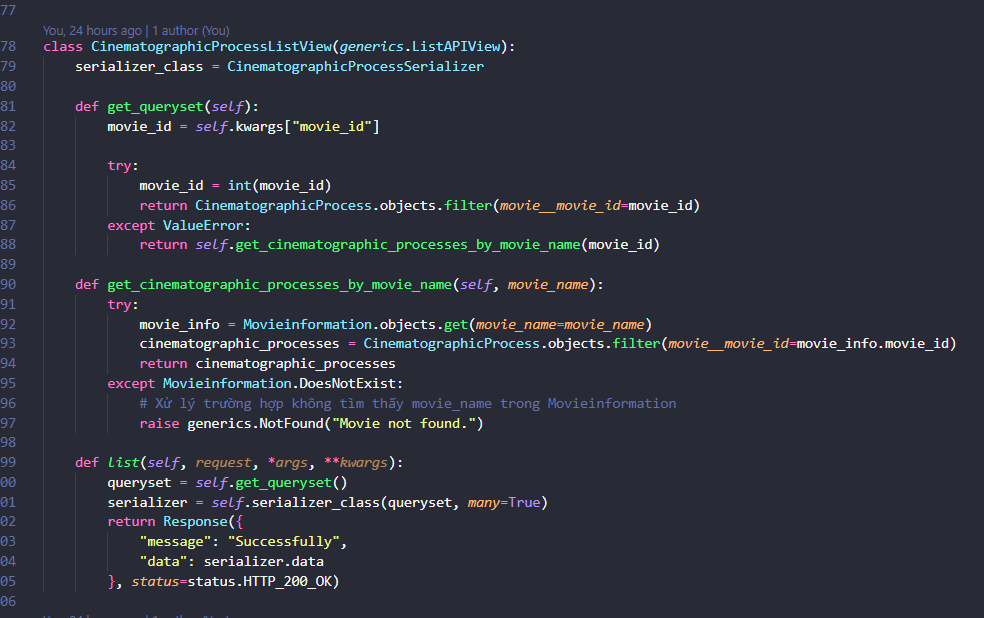 77
You, 24 hours ago | 1 author (You)
78 class CinematographicProcessListView(generics.ListAPIView):
79     serializer_class = CinematographicProcessSerializer
80
81     def get_queryset(self):
82         movie_id = self.kwargs["movie_id"]
83
84         try:
85             movie_id = int(movie_id)
86             return CinematographicProcess.objects.filter(movie__movie_id=movie_id)
87         except ValueError:
88             return self.get_cinematographic_processes_by_movie_name(movie_id)
89
90     def get_cinematographic_processes_by_movie_name(self, movie_name):
91         try:
92             movie_info = Movieinformation.objects.get(movie_name=movie_name)
93             cinematographic_processes = CinematographicProcess.objects.filter(movie__movie_id=movie_info.movie_id)
94             return cinematographic_processes
95         except Movieinformation.DoesNotExist:
96             # Xử lý trường hợp không tìm thấy movie_name trong Movieinformation
97             raise generics.NotFound("Movie not found.")
98
99     def list(self, request, *args, **kwargs):
00         queryset = self.get_queryset()
01         serializer = self.serializer_class(queryset, many=True)
02         return Response({
03             "message": "Successfully",
04             "data": serializer.data
05         }, status=status.HTTP_200_OK)
06